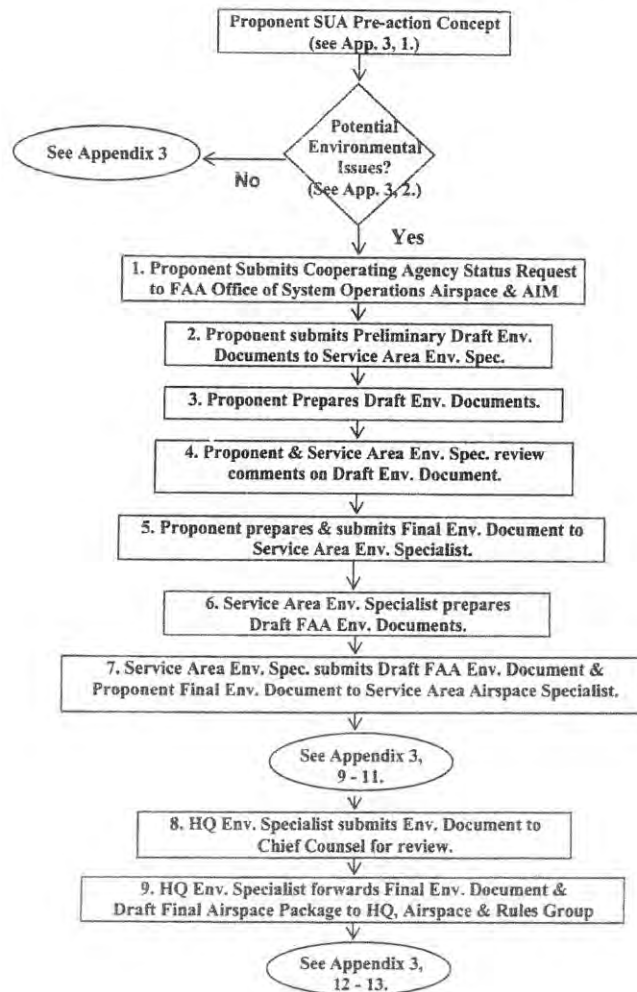 Proponent SUA Pre-action Concept
(see App. 3, 1.)
Potential
Environmental
Issues?
(See App. 3, 2.)
See Appendix 3
No
Yes
1. Proponent Submits Cooperating Agency Status Request
to FAA Office of System Operations Airspace & AIM
2. Proponent submits Preliminary Draft Env.
Documents to Service Area Env. Spec.
3. Proponent Prepares Draft Env. Documents.
4. Proponent & Service Area Env. Spec. review
comments on Draft Env. Document.
5. Proponent prepares & submits Final Env. Document to
Service Area Env. Specialist.
6. Service Area Env. Specialist prepares
Draft FAA Env. Documents.
7. Service Area Env. Spec. submits Draft FAA Env. Document &
Proponent Final Env. Document to Service Area Airspace Specialist.
See Appendix 3,
9 - 11.
8. HQ Env. Specialist submits Env. Document to
Chief Counsel for review.
9. HQ Env. Specialist forwards Final Env. Document &
Draft Final Airspace Package to HQ, Airspace & Rules Group
See Appendix 3,
12 - 13.